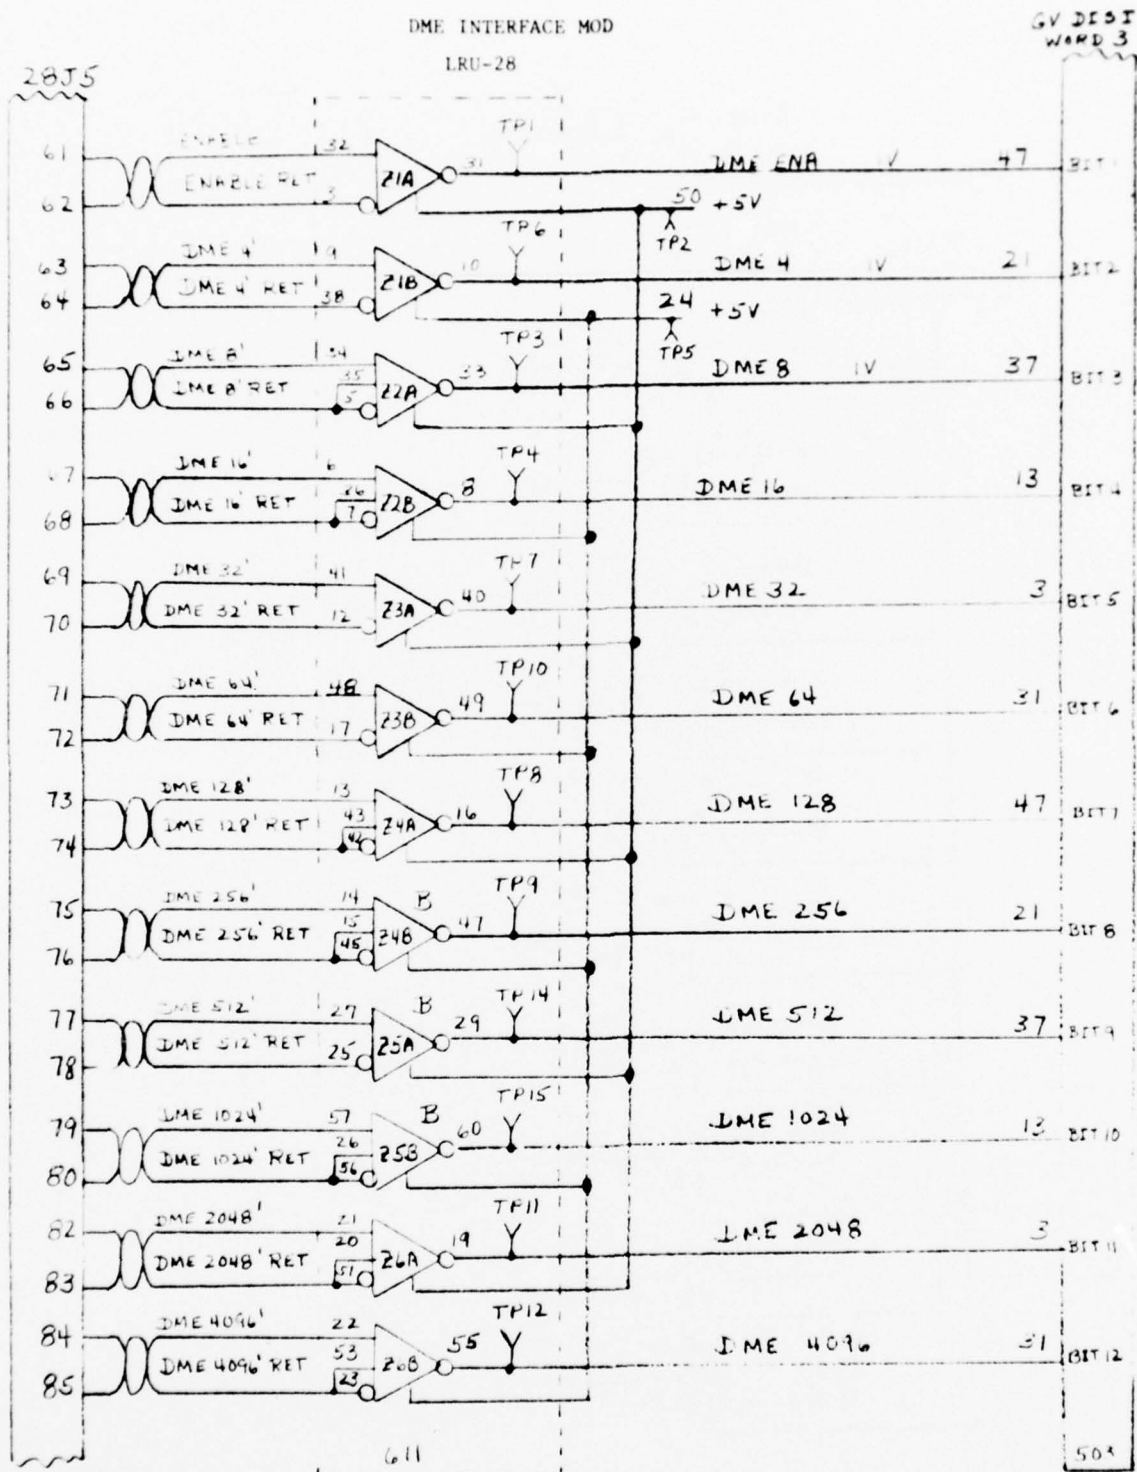 DME INTERFACE MOD
LRU-28
GV DIST
WORD 3
28J5
61 ENABLE 32 Z1A 31 TP1 DME ENA 1V 47 BIT 1
62 ENABLE RET 3 50 +5V TP2
63 DME 4' 9 Z1B 10 TP6 DME 4 1V 21 BIT 2
64 DME 4' RET 38 24 +5V TP5
65 DME 8' 34 Z2A 33 TP3 DME 8 1V 37 BIT 3
66 DME 8' RET 35 5
67 DME 16' 6 Z2B 8 TP4 DME 16 13 BIT 4
68 DME 16' RET 7
69 DME 32' 41 Z3A 40 TP7 DME 32 3 BIT 5
70 DME 32' RET 12
71 DME 64' 48 Z3B 49 TP10 DME 64 31 BIT 6
72 DME 64' RET 17
73 DME 128' 13 Z4A 16 TP8 DME 128 47 BIT 7
74 DME 128' RET 43 42
75 DME 256' 14 B Z4B 47 TP9 DME 256 21 BIT 8
76 DME 256' RET 15 45
77 DME 512' 27 B Z5A 29 TP14 DME 512 37 BIT 9
78 DME 512' RET 25
79 DME 1024' 57 B Z5B 60 TP15 DME 1024 13 BIT 10
80 DME 1024' RET 26 56
82 DME 2048' 21 Z6A 19 TP11 DME 2048 3 BIT 11
83 DME 2048' RET 20 51
84 DME 4096' 22 Z6B 55 TP12 DME 4096 31 BIT 12
85 DME 4096' RET 53 23
611
503